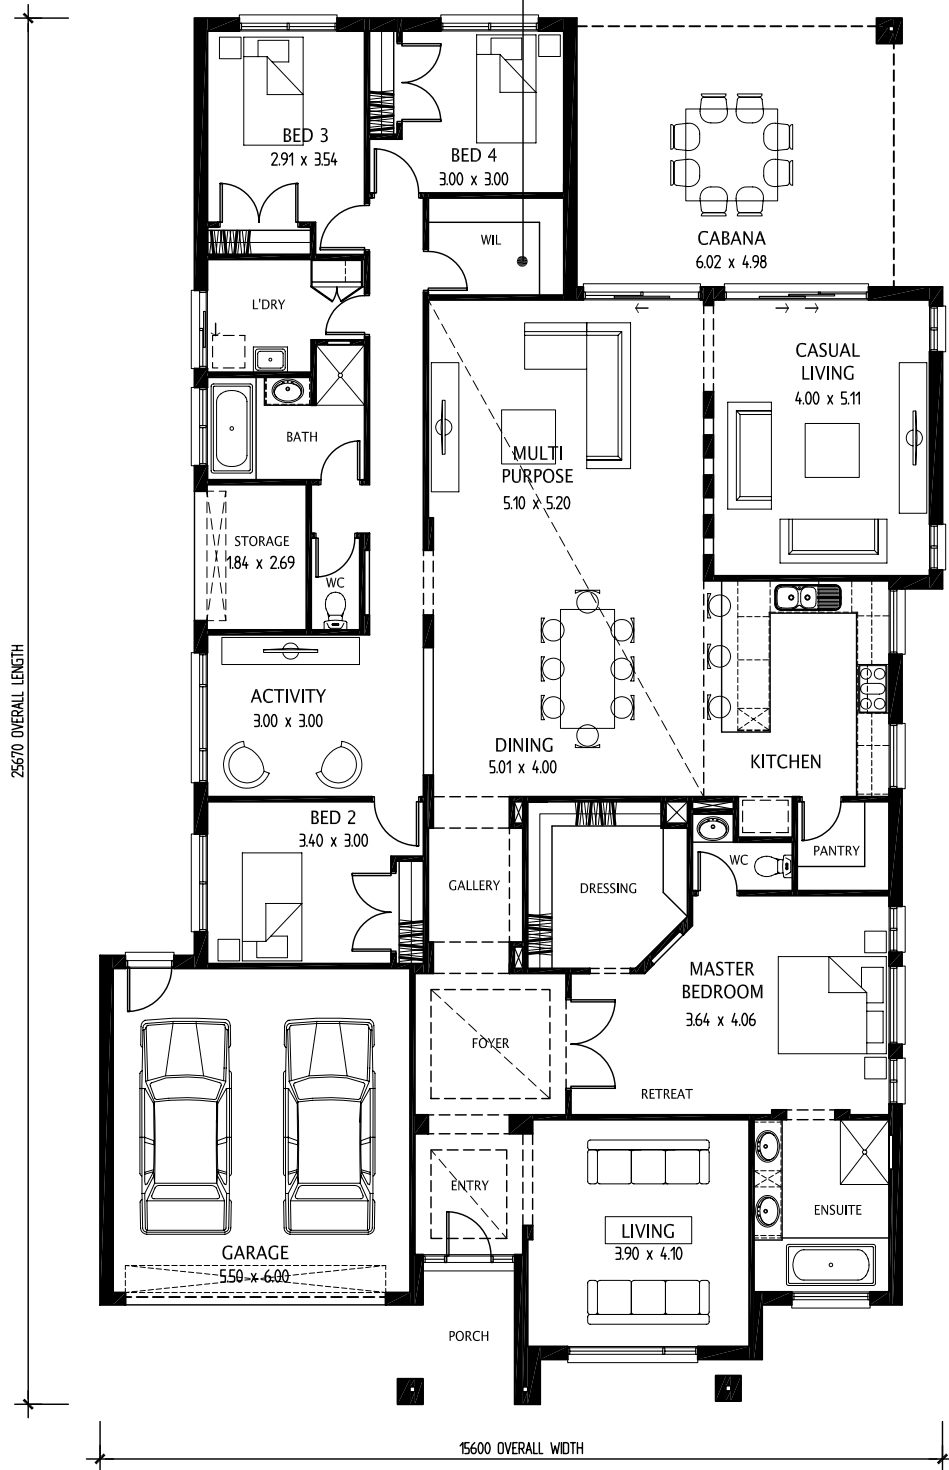 BED 3
2.91 x 3.54
BED 4
3.00 x 3.00
WIL
CABANA
6.02 x 4.98
L'DRY
CASUAL
LIVING
4.00 x 5.11
BATH
MULTI
PURPOSE
5.10 x 5.20
STORAGE
1.84 x 2.69
WC
ACTIVITY
3.00 x 3.00
DINING
5.01 x 4.00
KITCHEN
25670 OVERALL LENGTH
BED 2
3.40 x 3.00
GALLERY
DRESSING
WC
PANTRY
MASTER
BEDROOM
3.64 x 4.06
FOYER
RETREAT
ENTRY
ENSUITE
LIVING
3.90 x 4.10
GARAGE
5.50 x 6.00
PORCH
15600 OVERALL WIDTH